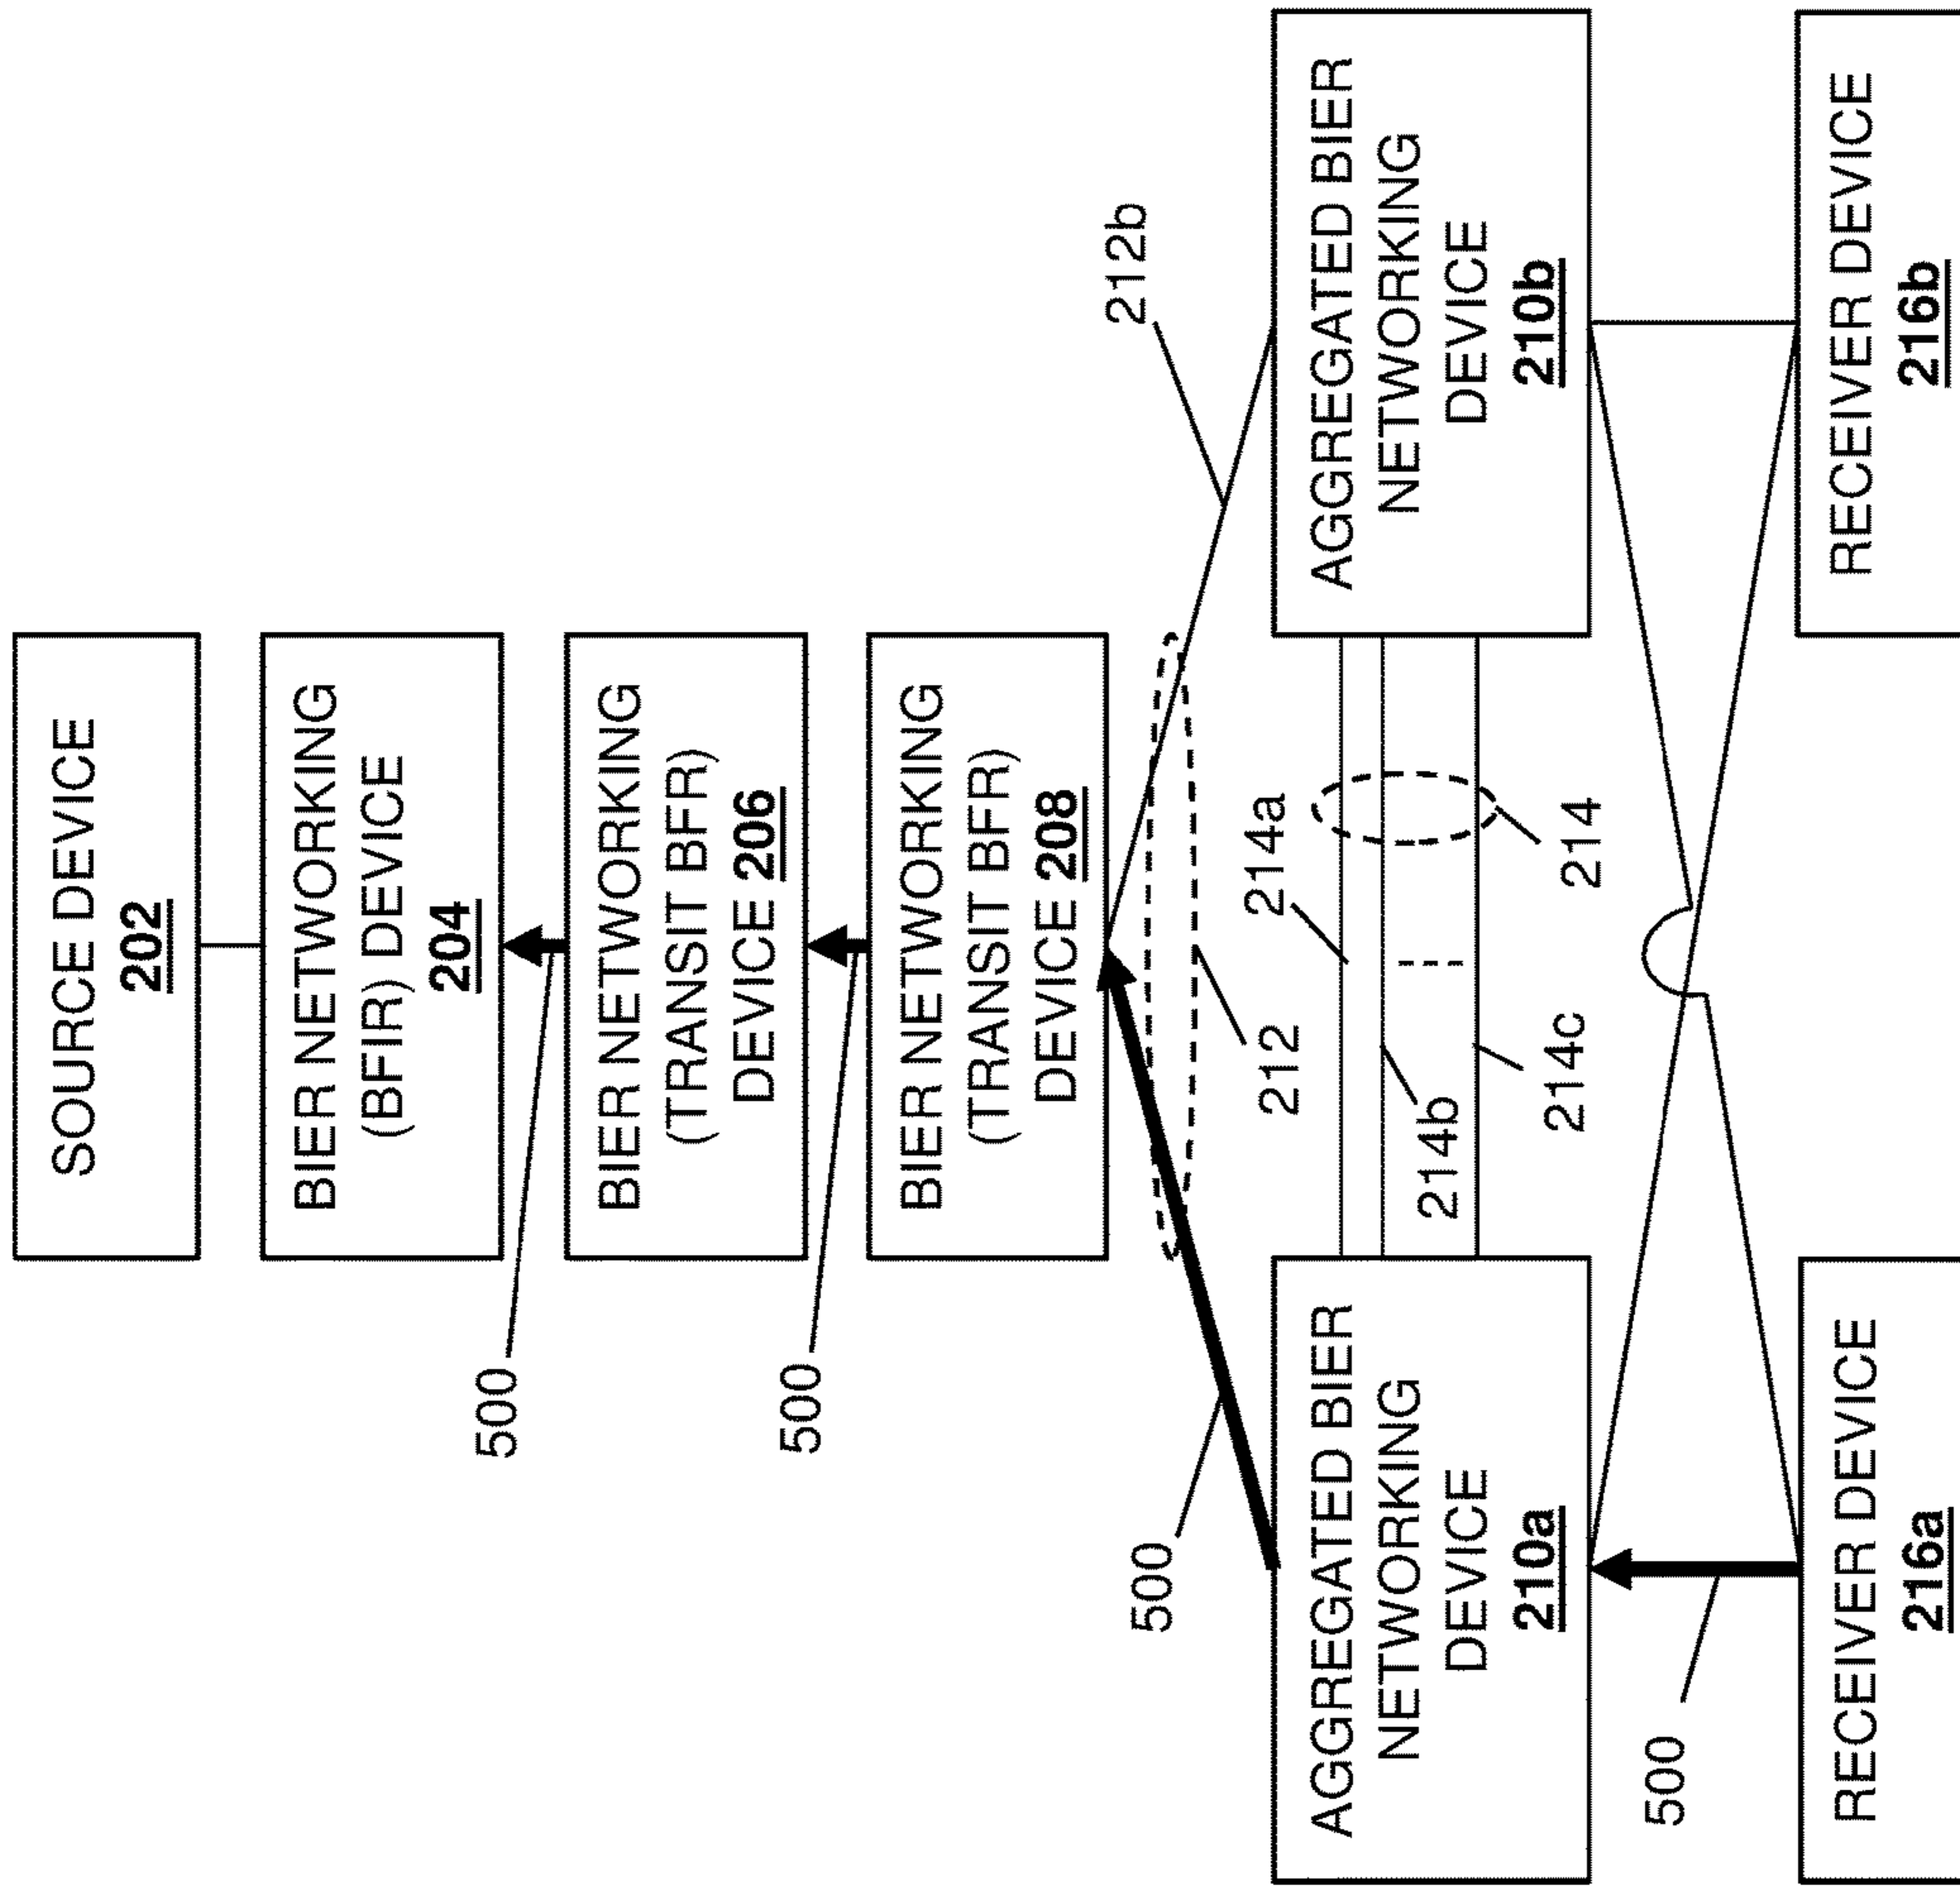 SOURCE DEVICE
202
BIER NETWORKING
(BFIR) DEVICE
204
500
BIER NETWORKING
(TRANSIT BFR)
DEVICE 206
500
BIER NETWORKING
(TRANSIT BFR)
DEVICE 208
500
212
212b
214a
214b
214c
214
AGGREGATED BIER
NETWORKING
DEVICE
210a
AGGREGATED BIER
NETWORKING
DEVICE
210b
500
RECEIVER DEVICE
216a
RECEIVER DEVICE
216b